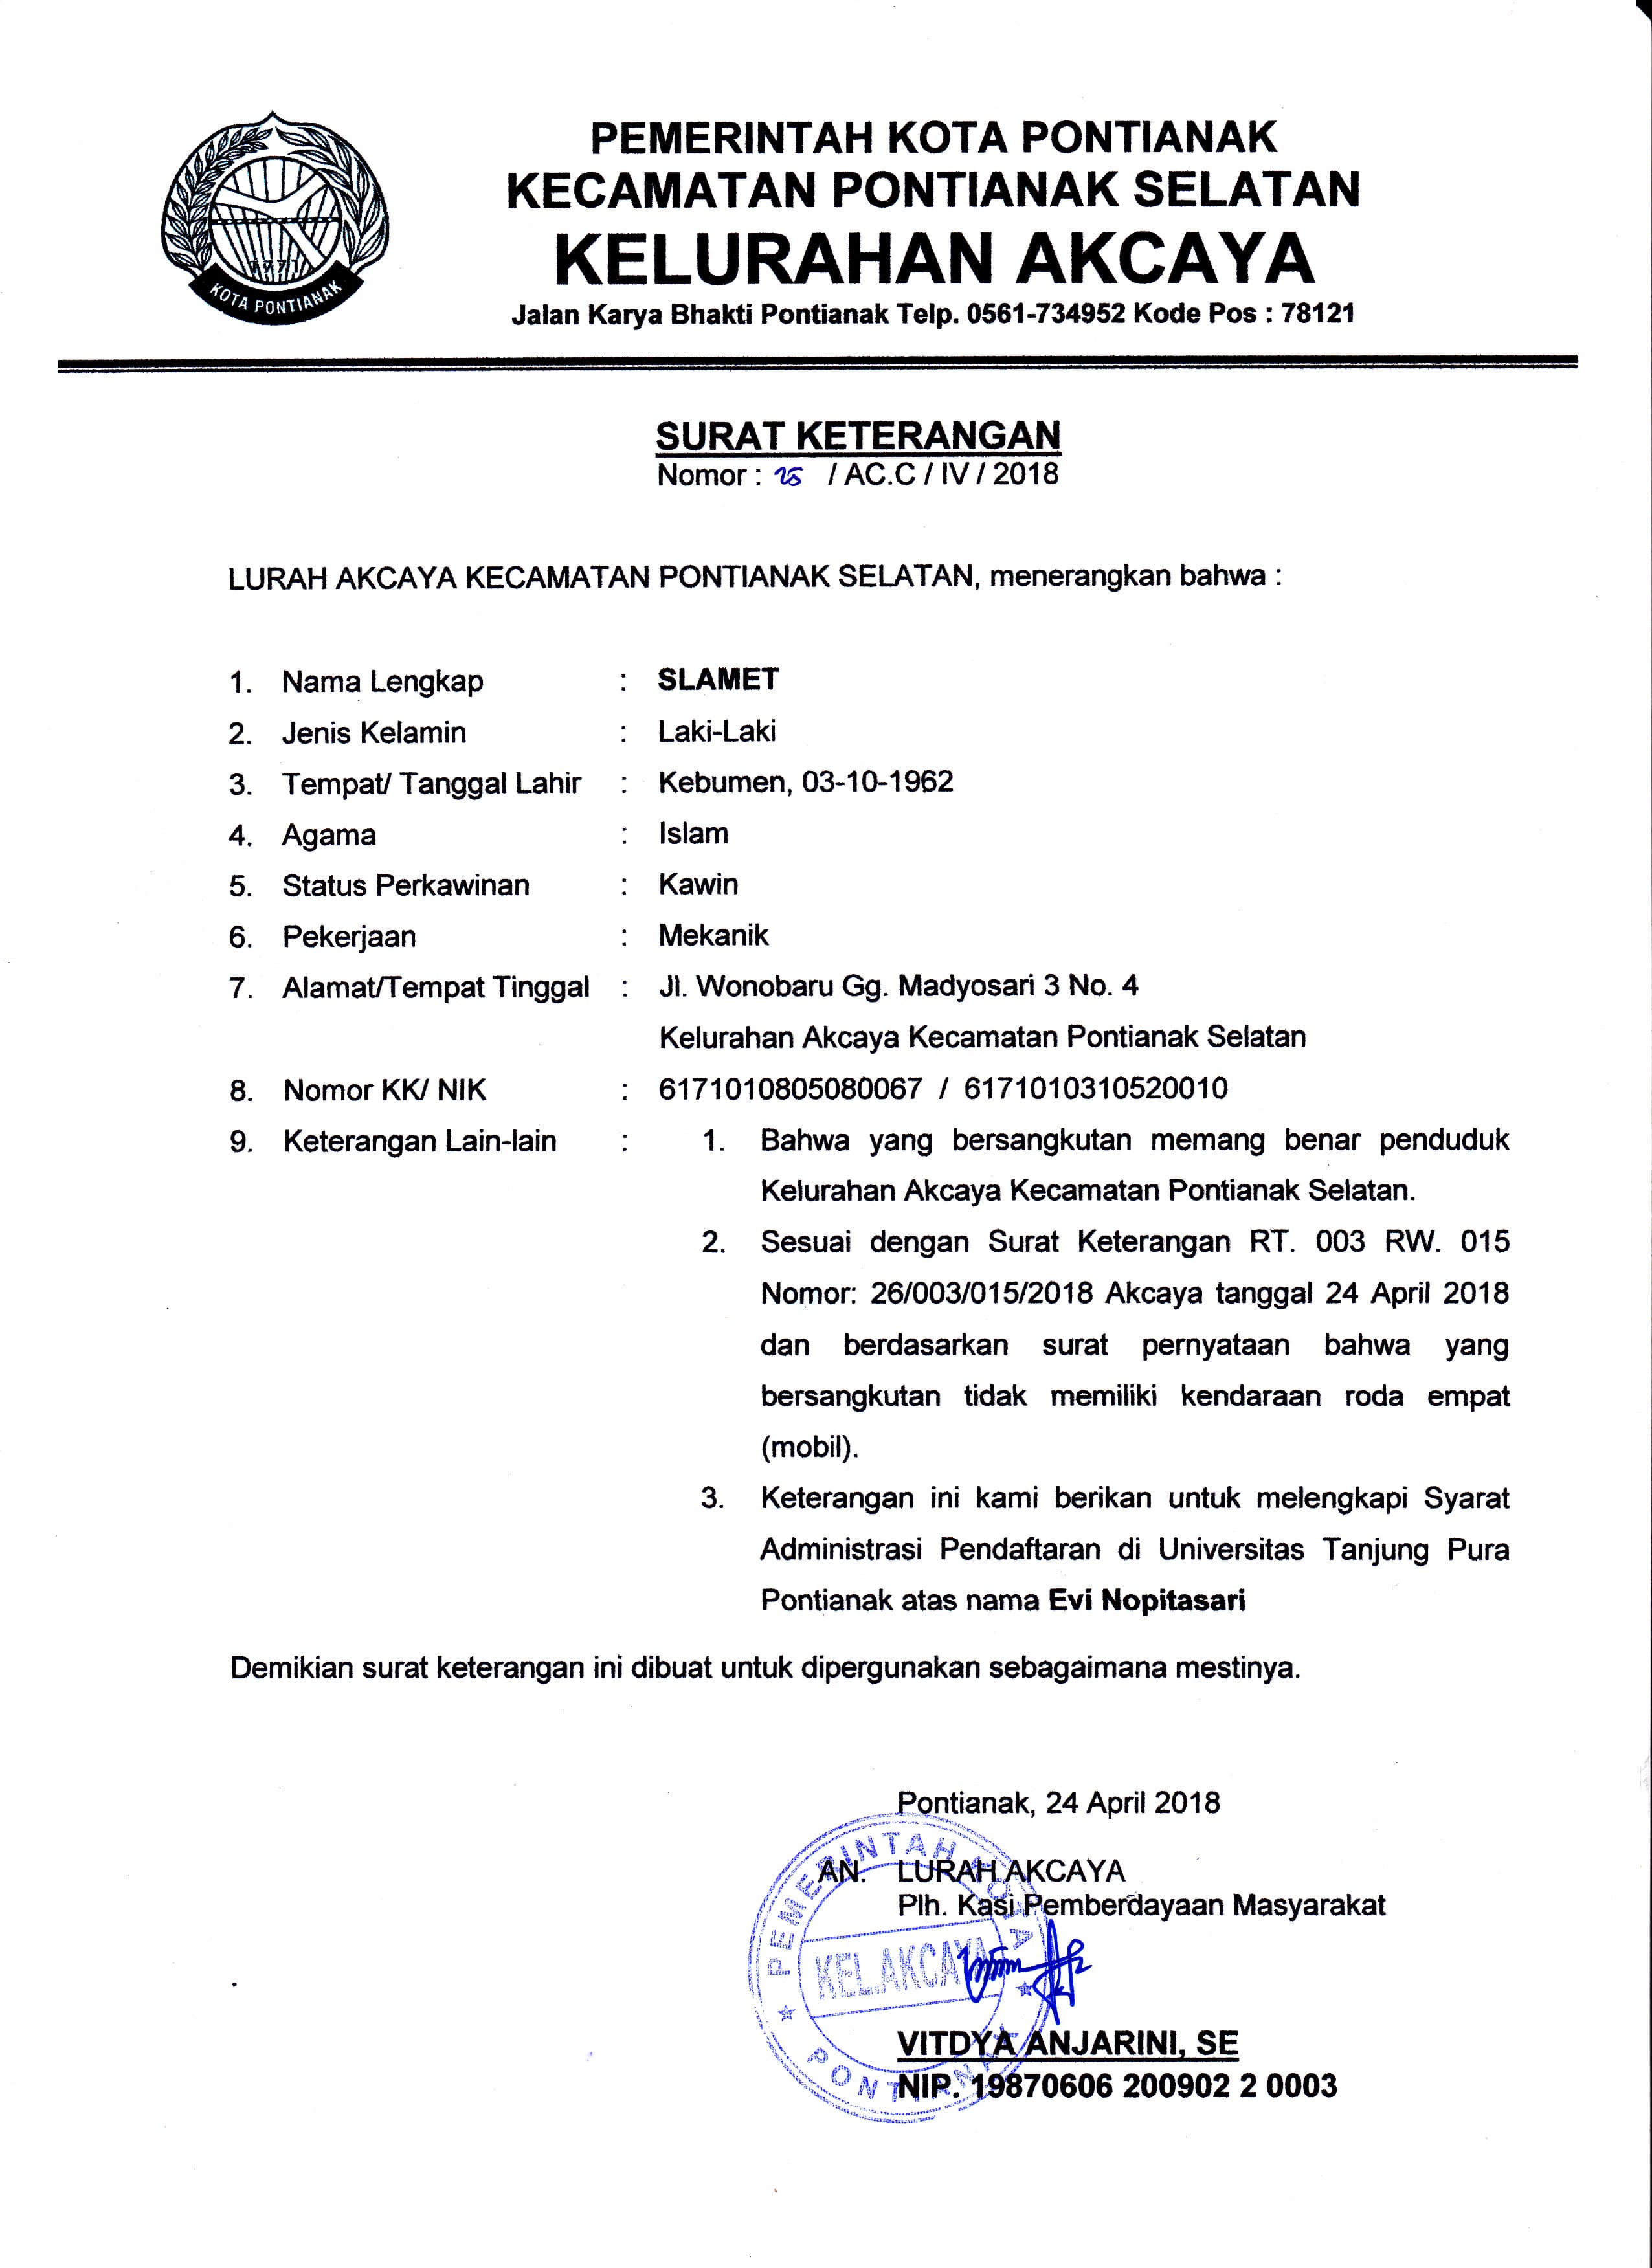 PEMERINTAH KOTA PONTIANAK
KECAMATAN PONTIANAK SELATAN
KELURAHAN AKCAYA
Jalan Karya Bhakti Pontianak Telp. 0561-734952 Kode Pos : 78121
1771
KOTA PONTIANAK
SURAT KETERANGAN
Nomor : 25 / AC.C / IV / 2018
LURAH AKCAYA KECAMATAN PONTIANAK SELATAN, menerangkan bahwa :
1. Nama Lengkap : SLAMET
2. Jenis Kelamin : Laki-Laki
3. Tempat/ Tanggal Lahir : Kebumen, 03-10-1962
4. Agama : Islam
5. Status Perkawinan : Kawin
6. Pekerjaan : Mekanik
7. Alamat/Tempat Tinggal : Jl. Wonobaru Gg. Madyosari 3 No. 4
Kelurahan Akcaya Kecamatan Pontianak Selatan
8. Nomor KK/ NIK : 6171010805080067 / 6171010310520010
9. Keterangan Lain-lain : 1. Bahwa yang bersangkutan memang benar penduduk
Kelurahan Akcaya Kecamatan Pontianak Selatan.
2. Sesuai dengan Surat Keterangan RT. 003 RW. 015
Nomor: 26/003/015/2018 Akcaya tanggal 24 April 2018
dan berdasarkan surat pernyataan bahwa yang
bersangkutan tidak memiliki kendaraan roda empat
(mobil).
3. Keterangan ini kami berikan untuk melengkapi Syarat
Administrasi Pendaftaran di Universitas Tanjung Pura
Pontianak atas nama Evi Nopitasari
Demikian surat keterangan ini dibuat untuk dipergunakan sebagaimana mestinya.
Pontianak, 24 April 2018
AN. LURAH AKCAYA
Plh. Kasi Pemberdayaan Masyarakat
PEMERINTAH KOTA
KEL.AKCAYA
PONTIANAK
VITDYA ANJARINI, SE
NIP. 19870606 200902 2 0003